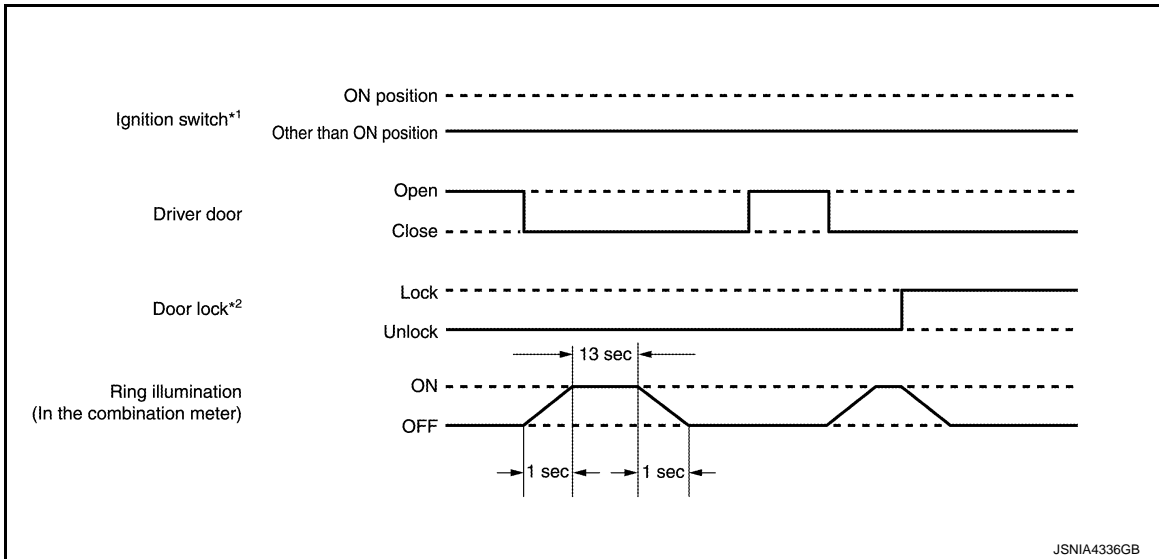 ON position
Ignition switch*1
Other than ON position
Open
Driver door
Close
Lock
Door lock*2
Unlock
13 sec
Ring illumination
(In the combination meter)
ON
OFF
1 sec
1 sec
JSNIA4336GB